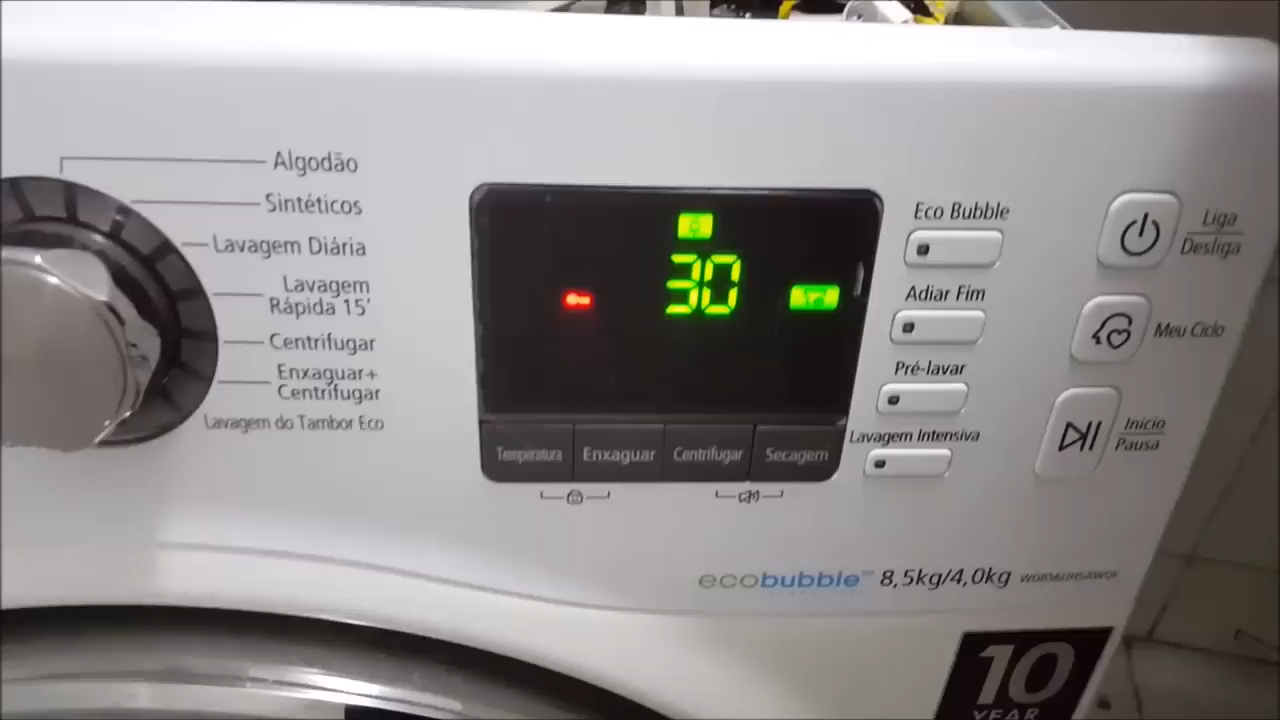 Algodão
Sintéticos
Lavagem Diária
Lavagem
Rápida 15'
Centrifugar
Enxaguar+
Centrifugar
Lavagem do Tambor Eco
30
Temperatura
Enxaguar
Centrifugar
Secagem
Eco Bubble
Adiar Fim
Pré-lavar
Lavagem Intensiva
Liga
Desliga
Meu Ciclo
Início
Pausa
ecobubble™ 8,5kg/4,0kg
10
YEAR